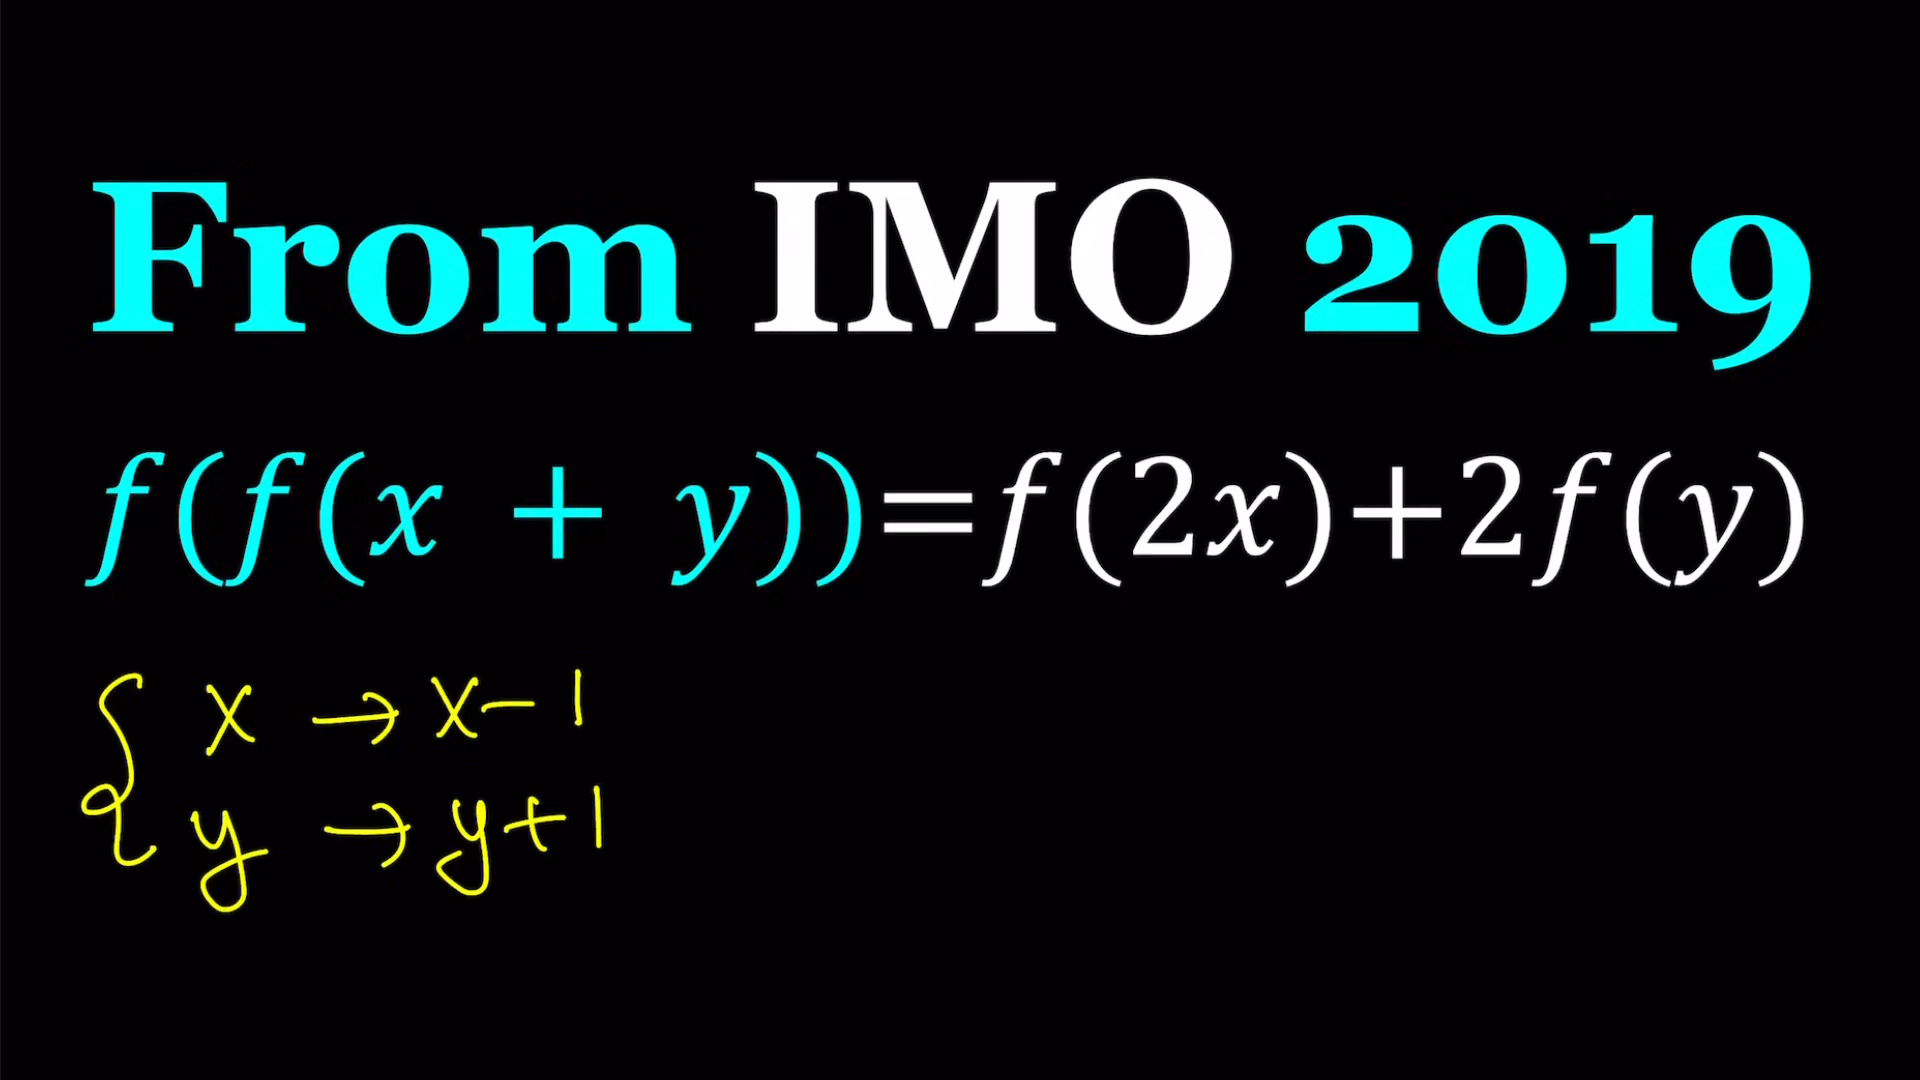 From IMO 2019
f(f(x + y))=f(2x)+2f(y)
x → x-1
y → y+1